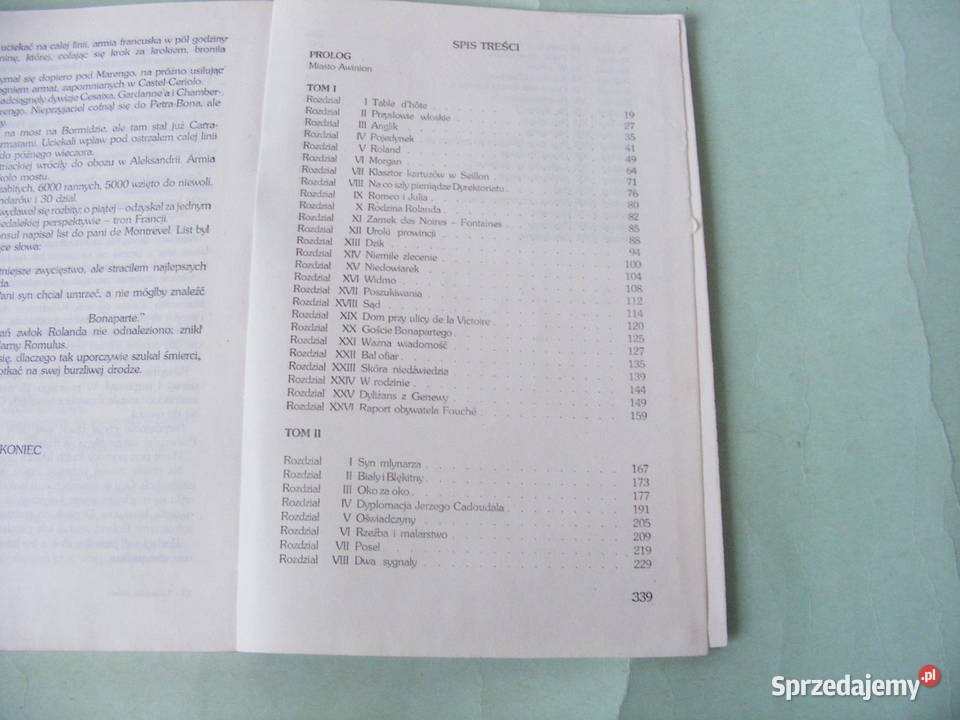 uciekać na całej linii, armia francuska w pół godziny
ninę, której, cofając się krok za krokiem, broniła
ymał się dopiero pod Marengo, na próżno usiłując
ogniem armat, zapomnianych w Castel-Ceriolo.
adciągnęły dywizje Cesaixa, Gardanne'a i Chamber-
rengo. Nieprzyjaciel cofnął się do Petra-Bona, ale
y.
na most na Bormidzie, ale tam stał już Carra-
rmatami. Uciekali wpław pod ostrzałem całej linii
do późnego wieczora.
triackiej wróciły do obozu w Aleksandrii. Armia
koło mostu.
zabitych, 6000 rannych, 5000 wzięto do niewoli,
ndarów i 30 dział.
wydawał się rozbity; o piątej – odzyskał za jednym
iedalekiej perspektywie – tron Francji.
nsul napisał list do pani de Montrevel. List był
ące słowa:
tniejsze zwycięstwo, ale straciłem najlepszych
da.
Pani syn chciał umrzeć, a nie mógłby znaleźć
Bonaparte."
ań zwłok Rolanda nie odnaleziono; znikł
lamy Romulus.
się, dlaczego tak uporczywie szukał śmierci,
otkać na swej burzliwej drodze.
KONIEC
SPIS TREŚCI
PROLOG
Miasto Awinion
TOM I
Rozdział I Table d'hôte
Rozdział II Przysłowie włoskie 19
Rozdział III Anglik 27
Rozdział IV Pojedynek 35
Rozdział V Roland 41
Rozdział VI Morgan 49
Rozdział VII Klasztor kartuzów w Seillon 64
Rozdział VIII Na co szły pieniądze Dyrektoriatu 71
Rozdział IX Romeo i Julia 76
Rozdział X Rodzina Rolanda 80
Rozdział XI Zamek des Noires – Fontaines 82
Rozdział XII Uroki prowincji 85
Rozdział XIII Dzik 88
Rozdział XIV Niemiłe zlecenie 94
Rozdział XV Niedowiarek 100
Rozdział XVI Widmo 104
Rozdział XVII Poszukiwania 108
Rozdział XVIII Sąd 112
Rozdział XIX Dom przy ulicy de la Victoire 114
Rozdział XX Goście Bonapartego 120
Rozdział XXI Ważna wiadomość 125
Rozdział XXII Bal ofiar 127
Rozdział XXIII Skóra niedźwiedzia 135
Rozdział XXIV W rodzinie 139
Rozdział XXV Dyliżans z Genewy 144
Rozdział XXVI Raport obywatela Fouché 149
159
TOM II
Rozdział I Syn młynarza 167
Rozdział II Biały i Błękitny 173
Rozdział III Oko za oko 177
Rozdział IV Dyplomacja Jerzego Cadoudala 191
Rozdział V Oświadczyny 205
Rozdział VI Rzeźba i malarstwo 209
Rozdział VII Poseł 219
Rozdział VIII Dwa sygnały 229
339
Sprzedajemy.pl